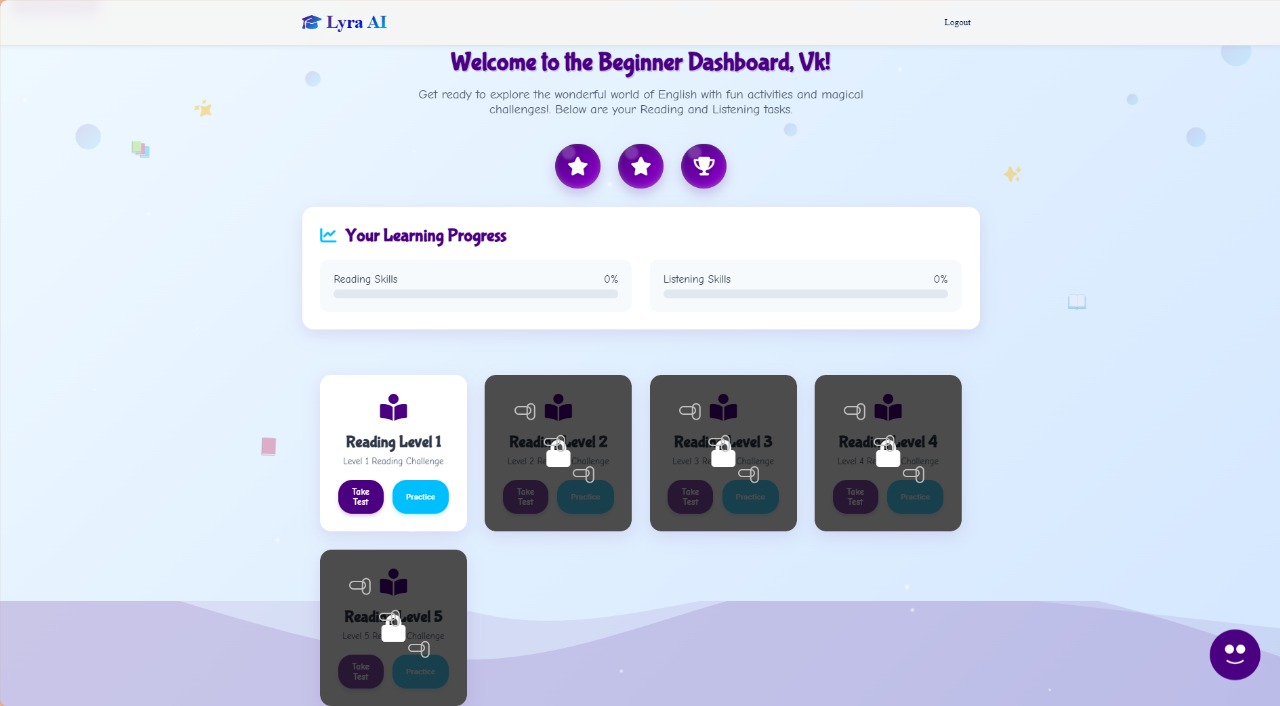 Lyra AI
Logout
Welcome to the Beginner Dashboard, Vk!
Get ready to explore the wonderful world of English with fun activities and magical
challenges! Below are your Reading and Listening tasks.
Your Learning Progress
Reading Skills 0%
Listening Skills 0%
Reading Level 1
Level 1 Reading Challenge
Take
Test
Practice
Reading Level 2
Level 2 Reading Challenge
Take
Test
Practice
Reading Level 3
Level 3 Reading Challenge
Take
Test
Practice
Reading Level 4
Level 4 Reading Challenge
Take
Test
Practice
Reading Level 5
Level 5 Reading Challenge
Take
Test
Practice